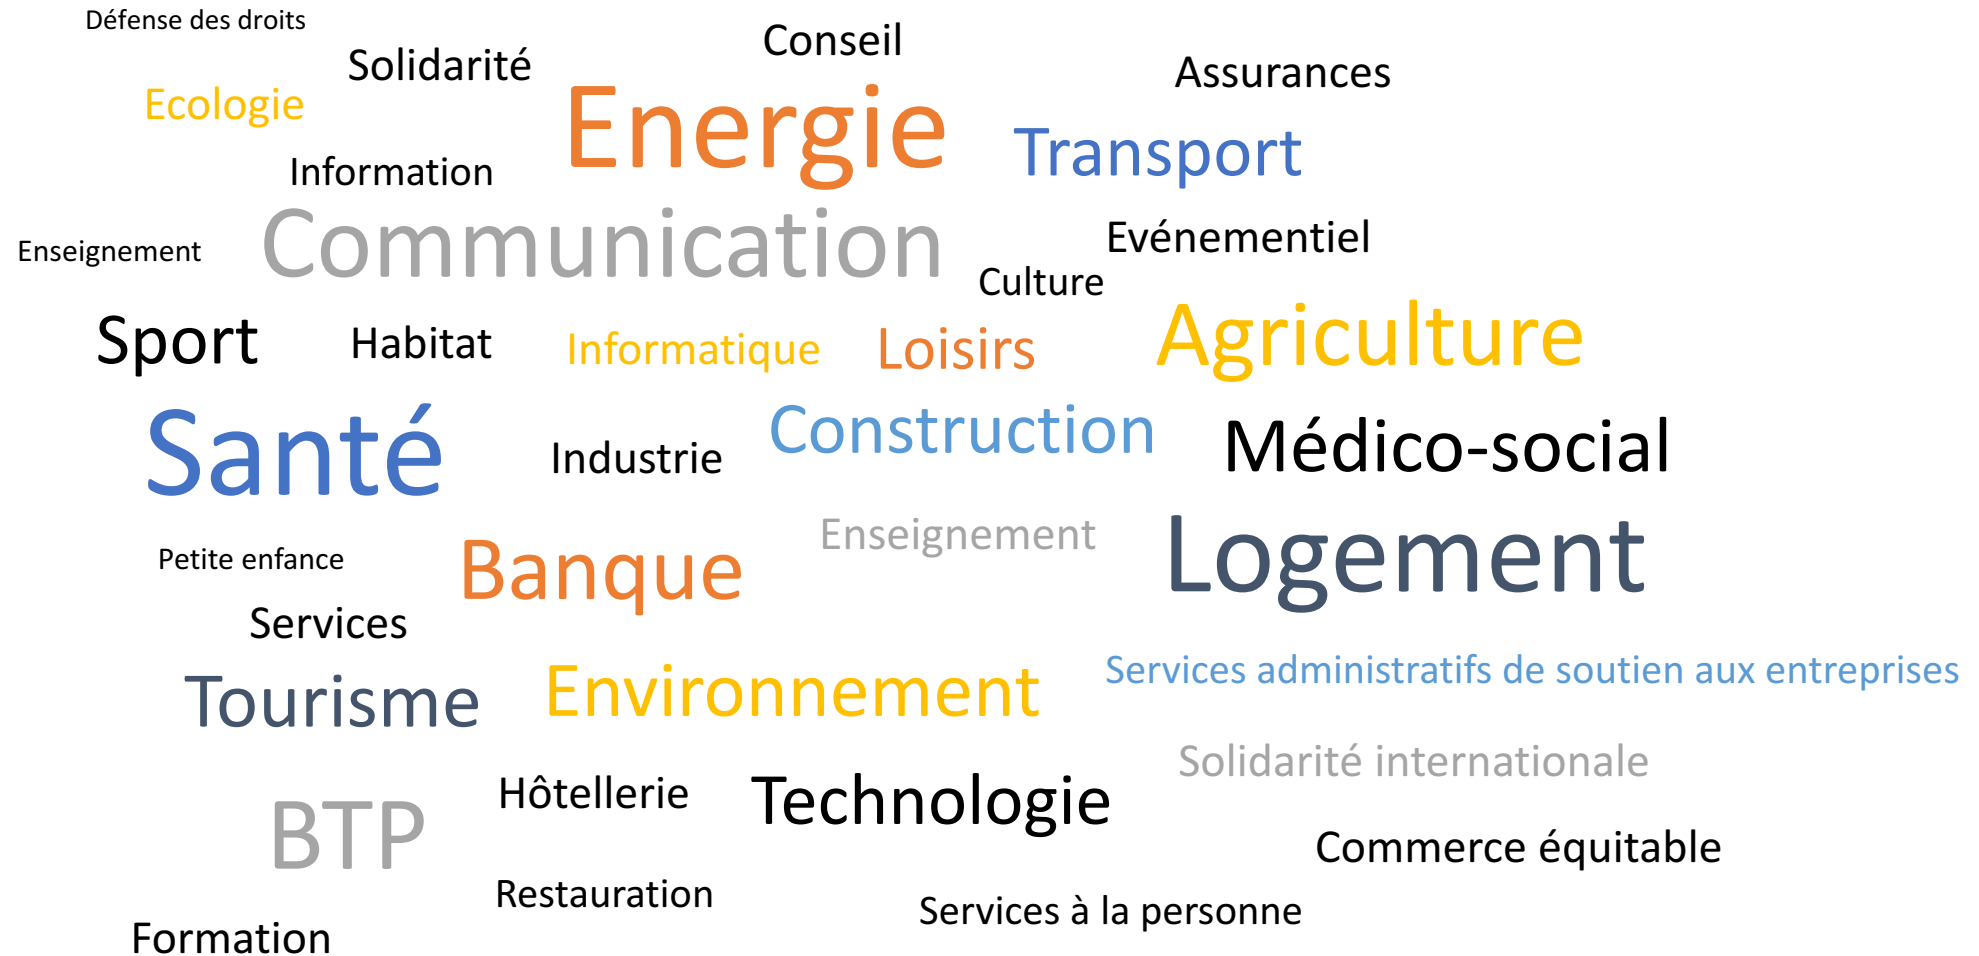 Défense des droits
Conseil
Solidarité
Assurances
Ecologie
Energie
Transport
Information
Communication
Evénementiel
Enseignement
Culture
Sport
Habitat
Informatique
Loisirs
Agriculture
Santé
Industrie
Construction
Médico-social
Enseignement
Logement
Petite enfance
Banque
Services
Services administratifs de soutien aux entreprises
Tourisme
Environnement
Solidarité internationale
Hôtellerie
Technologie
BTP
Commerce équitable
Restauration
Services à la personne
Formation